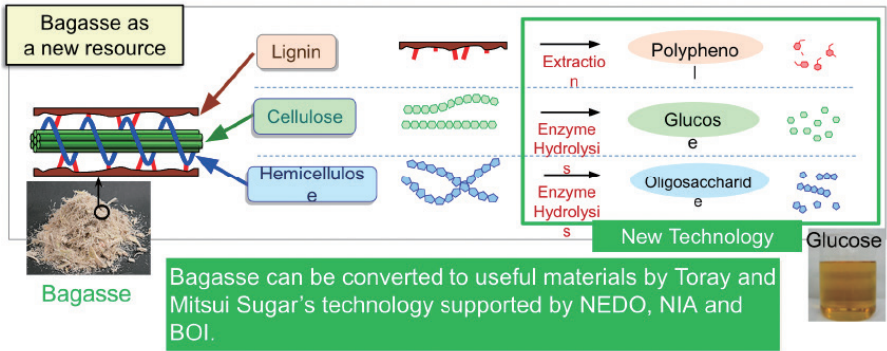 Bagasse as
a new resource
Lignin
Extractio
n
Polypheno
l
Cellulose
Enzyme
Hydrolysi
s
Glucos
e
Hemicellulos
e
Enzyme
Hydrolysi
s
Oligosaccharid
e
New Technology
Glucose
Bagasse
Bagasse can be converted to useful materials by Toray and
Mitsui Sugar’s technology supported by NEDO, NIA and
BOI.